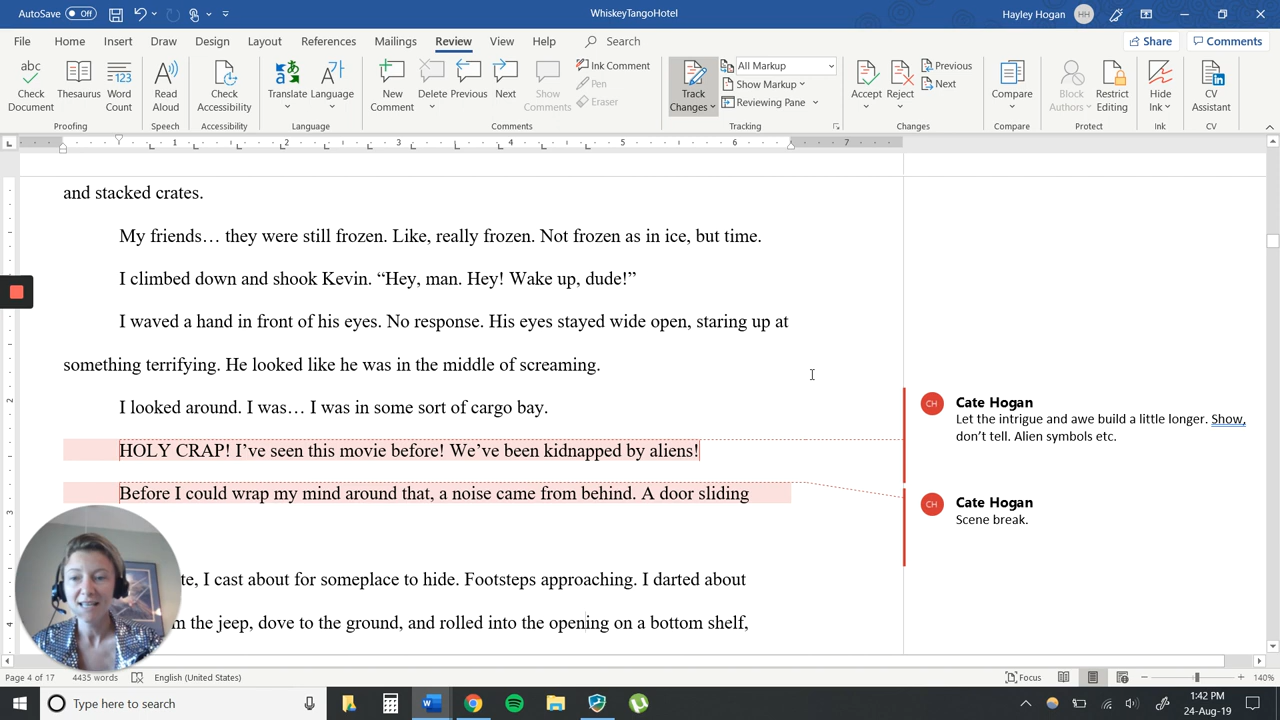 AutoSave Off
WhiskeyTangoHotel
Hayley Hogan HH
File Home Insert Draw Design Layout References Mailings Review View Help Search
Share Comments
abc
Check
Document
Thesaurus
123
Word
Count
Read
Aloud
Check
Accessibility
Translate
Language
New
Comment
Delete
Previous
Next
Show
Comments
Ink Comment
Pen
Eraser
Track
Changes
All Markup
Show Markup
Reviewing Pane
Accept
Reject
Previous
Next
Compare
Block
Authors
Restrict
Editing
Hide
Ink
CV
Assistant
Proofing Speech Accessibility Language Comments Tracking Changes Compare Protect Ink CV
1 2 3 4 5 6 7
and stacked crates.
My friends… they were still frozen. Like, really frozen. Not frozen as in ice, but time.
I climbed down and shook Kevin. “Hey, man. Hey! Wake up, dude!”
I waved a hand in front of his eyes. No response. His eyes stayed wide open, staring up at
something terrifying. He looked like he was in the middle of screaming.
I looked around. I was… I was in some sort of cargo bay.
HOLY CRAP! I’ve seen this movie before! We’ve been kidnapped by aliens!
Before I could wrap my mind around that, a noise came from behind. A door sliding
te, I cast about for someplace to hide. Footsteps approaching. I darted about
m the jeep, dove to the ground, and rolled into the opening on a bottom shelf,
2
3
4
CH Cate Hogan
Let the intrigue and awe build a little longer. Show,
don’t tell. Alien symbols etc.
CH Cate Hogan
Scene break.
Page 4 of 17 4435 words English (United States) Focus 140%
Type here to search
1:42 PM
24-Aug-19